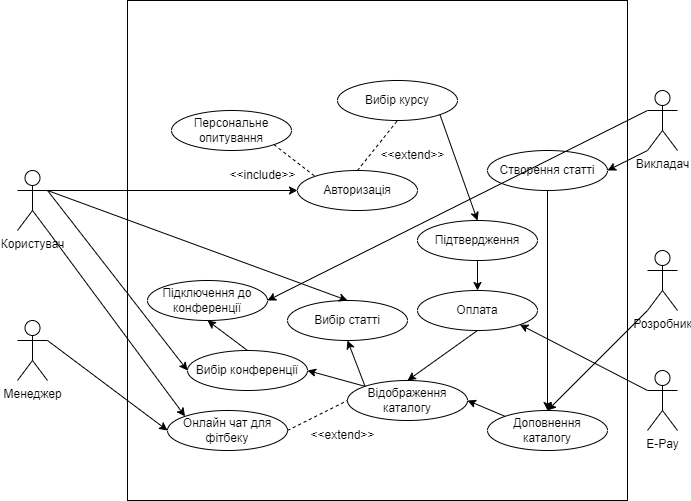 Вибір курсу
Персональне
опитування
<<extend>>
Викладач
Створення статті
<<include>>
Авторизація
Користувач
Підтвердження
Підключення до
конференції
Вибір статті
Оплата
Розробник
Вибір конференції
Менеджер
Відображення
каталогу
Онлайн чат для
фітбеку
<<extend>>
Доповнення
каталогу
E-Pay